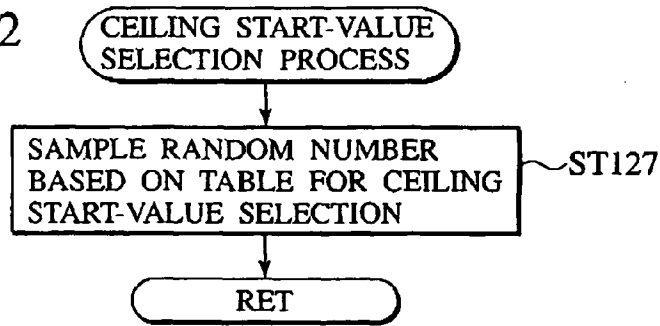 2
CEILING START-VALUE
SELECTION PROCESS
SAMPLE RANDOM NUMBER
BASED ON TABLE FOR CEILING
START-VALUE SELECTION
ST127
RET